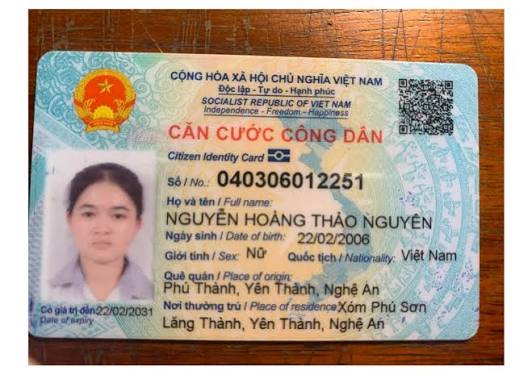 CỘNG HÒA XÃ HỘI CHỦ NGHĨA VIỆT NAM
Độc lập - Tự do - Hạnh phúc
SOCIALIST REPUBLIC OF VIET NAM
Independence - Freedom - Happiness
CĂN CƯỚC CÔNG DÂN
Citizen Identity Card
Số / No.: 040306012251
Họ và tên / Full name:
NGUYỄN HOÀNG THẢO NGUYÊN
Ngày sinh / Date of birth: 22/02/2006
Giới tính / Sex: Nữ Quốc tịch / Nationality: Việt Nam
Quê quán / Place of origin:
Phú Thành, Yên Thành, Nghệ An
Nơi thường trú / Place of residence: Xóm Phú Sơn
Lăng Thành, Yên Thành, Nghệ An
Có giá trị đến: 22/02/2031
Date of expiry